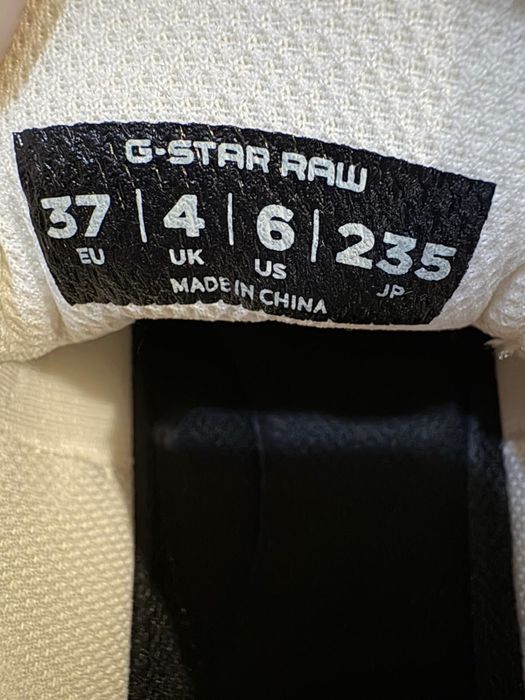 G-STAR RAW
37 | 4 | 6 | 235
EU UK US JP
MADE IN CHINA